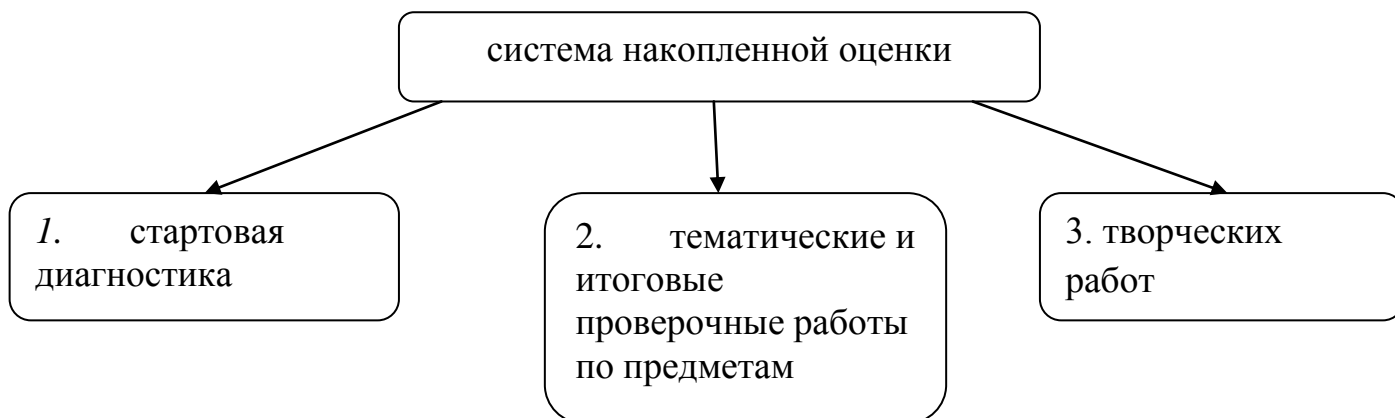 система накопленной оценки
1. стартовая
диагностика
2. тематические и
итоговые
проверочные работы
по предметам
3. творческих
работ